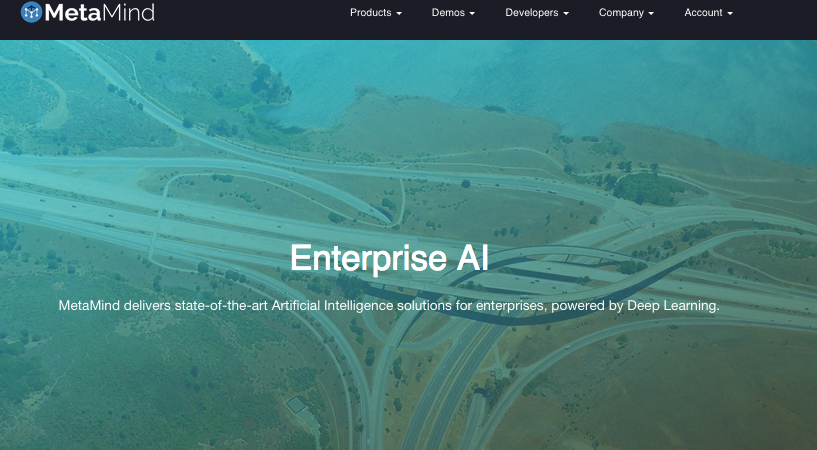 MetaMind
Products Demos Developers Company Account
Enterprise AI
MetaMind delivers state-of-the-art Artificial Intelligence solutions for enterprises, powered by Deep Learning.